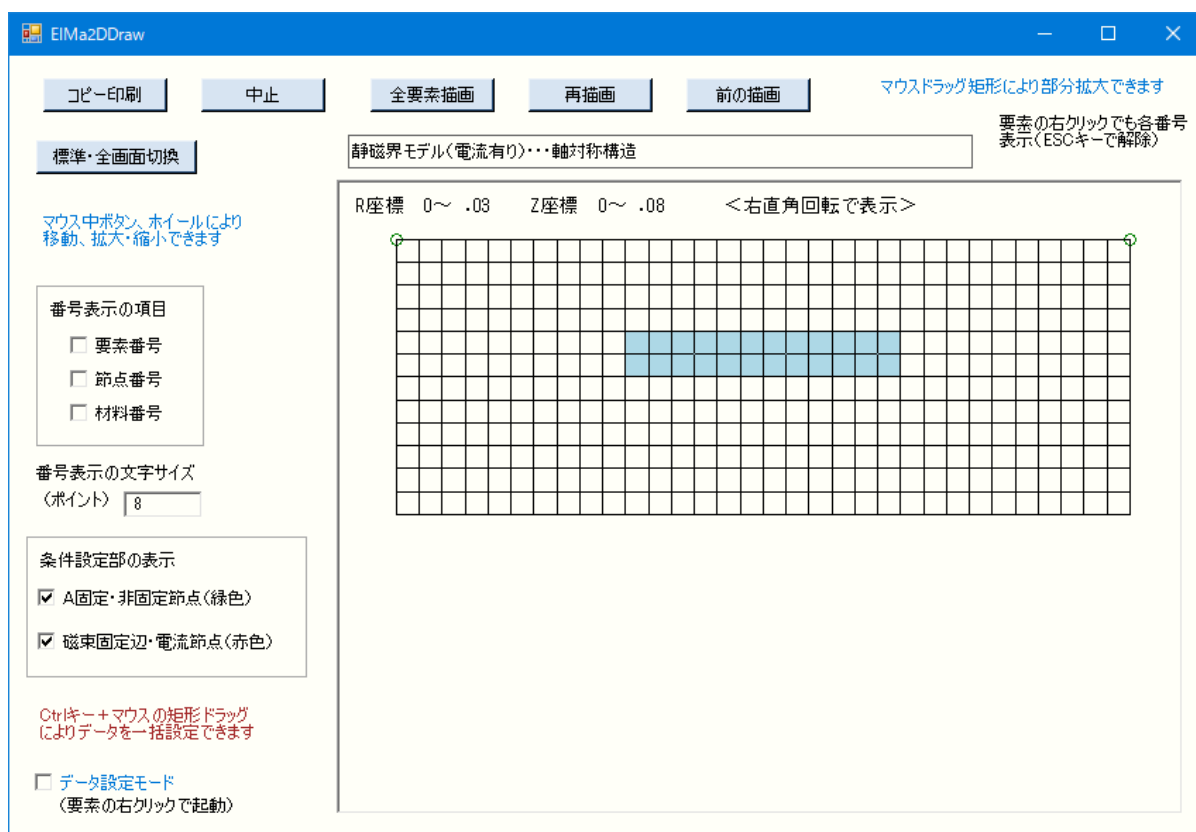 ElMa2DDraw
コピー印刷 中止 全要素描画 再描画 前の描画
マウスドラッグ矩形により部分拡大できます
要素の右クリックでも各番号
表示(ESCキーで解除)
標準・全画面切換
静磁界モデル(電流有り)・・・軸対称構造
R座標 0～ .03 Z座標 0～ .08 <右直角回転で表示>
マウス中ボタン、ホイールにより
移動、拡大・縮小できます
番号表示の項目
要素番号
節点番号
材料番号
番号表示の文字サイズ
(ポイント) 8
条件設定部の表示
A固定・非固定節点(緑色)
磁束固定辺・電流節点(赤色)
Ctrlキー+マウスの矩形ドラッグ
によりデータを一括設定できます
データ設定モード
(要素の右クリックで起動)